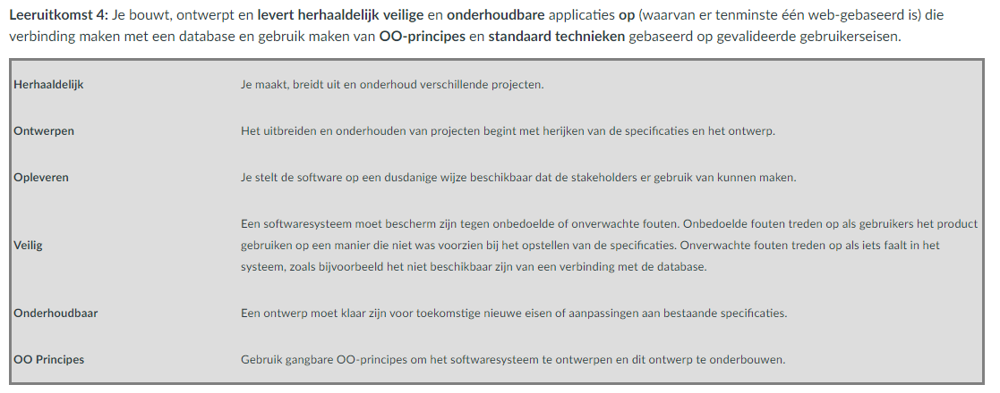 Leeruitkomst 4: Je bouwt, ontwerpt en levert herhaaldelijk veilige en onderhoudbare applicaties op (waarvan er tenminste één web-gebaseerd is) die
verbinding maken met een database en gebruik maken van OO-principes en standaard technieken gebaseerd op gevalideerde gebruikerseisen.
Herhaaldelijk Je maakt, breidt uit en onderhoud verschillende projecten.
Ontwerpen Het uitbreiden en onderhouden van projecten begint met herijken van de specificaties en het ontwerp.
Opleveren Je stelt de software op een dusdanige wijze beschikbaar dat de stakeholders er gebruik van kunnen maken.
Een softwaresysteem moet bescherm zijn tegen onbedoelde of onverwachte fouten. Onbedoelde fouten treden op als gebruikers het product
Veilig gebruiken op een manier die niet was voorzien bij het opstellen van de specificaties. Onverwachte fouten treden op als iets faalt in het
systeem, zoals bijvoorbeeld het niet beschikbaar zijn van een verbinding met de database.
Onderhoudbaar Een ontwerp moet klaar zijn voor toekomstige nieuwe eisen of aanpassingen aan bestaande specificaties.
OO Principes Gebruik gangbare OO-principes om het softwaresysteem te ontwerpen en dit ontwerp te onderbouwen.